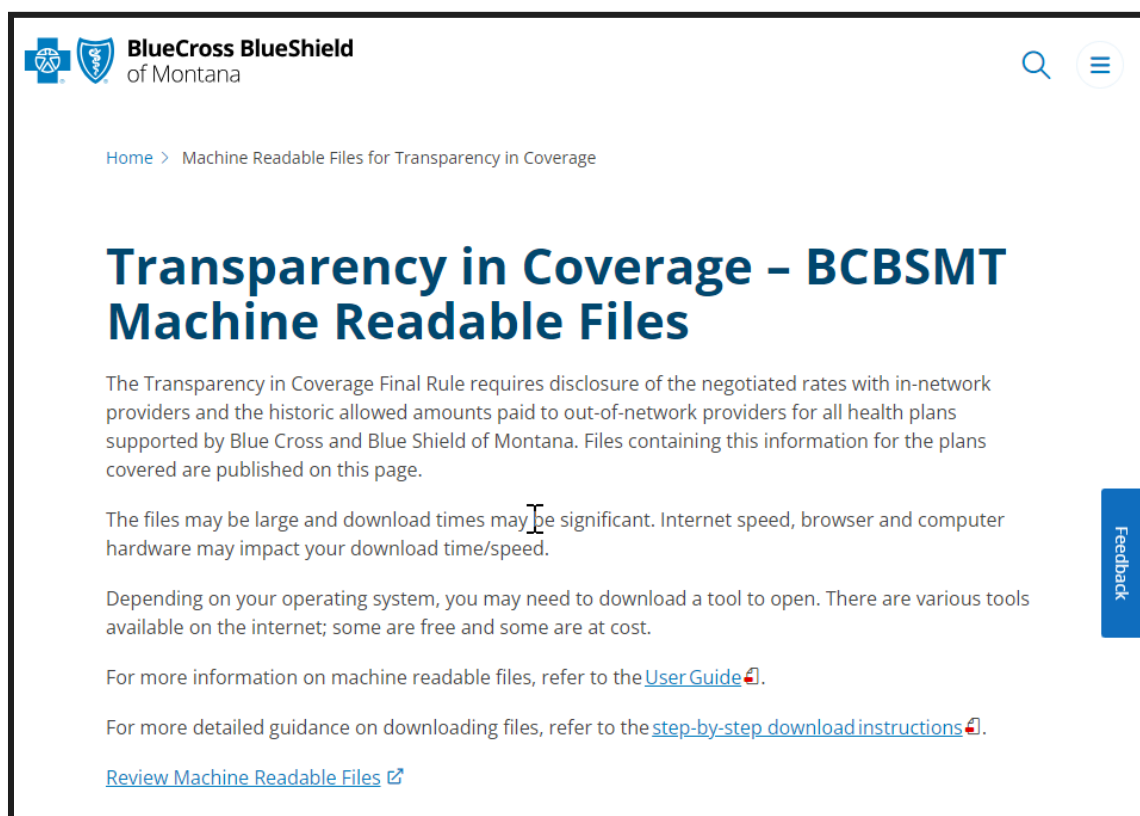 BlueCross BlueShield
of Montana
Home > Machine Readable Files for Transparency in Coverage
Transparency in Coverage – BCBSMT
Machine Readable Files
The Transparency in Coverage Final Rule requires disclosure of the negotiated rates with in-network
providers and the historic allowed amounts paid to out-of-network providers for all health plans
supported by Blue Cross and Blue Shield of Montana. Files containing this information for the plans
covered are published on this page.
The files may be large and download times may be significant. Internet speed, browser and computer
hardware may impact your download time/speed.
Depending on your operating system, you may need to download a tool to open. There are various tools
available on the internet; some are free and some are at cost.
For more information on machine readable files, refer to the User Guide.
For more detailed guidance on downloading files, refer to the step-by-step download instructions.
Review Machine Readable Files
Feedback